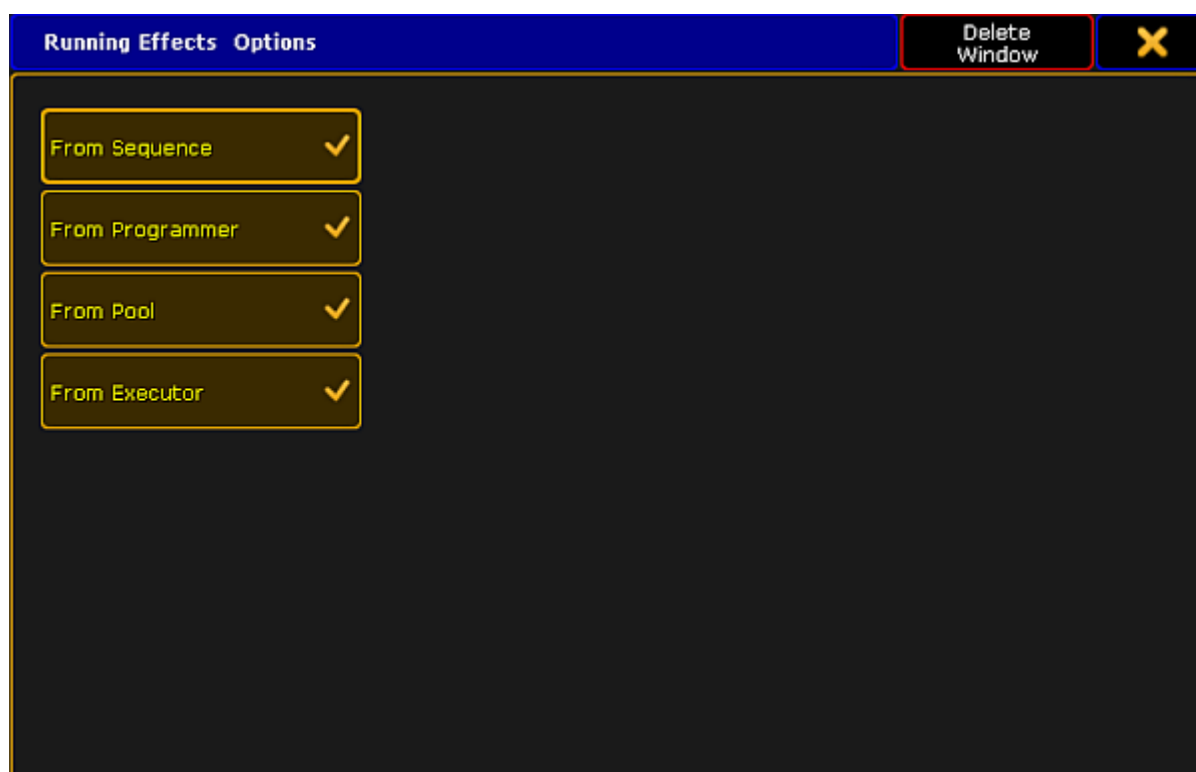 Running Effects Options
Delete
Window
From Sequence
From Programmer
From Pool
From Executor